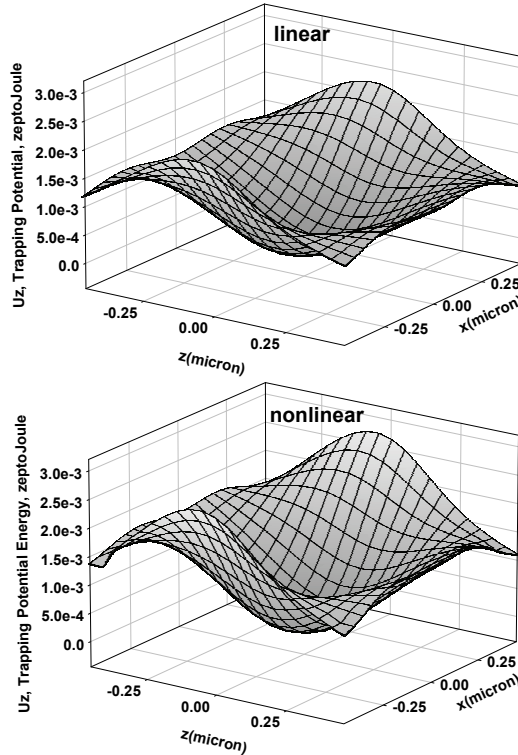 linear
Uz, Trapping Potential, zeptoJoule
3.0e-3
2.5e-3
2.0e-3
1.5e-3
1.0e-3
5.0e-4
0.0
-0.25
0.00
0.25
z(micron)
-0.25
0.00
0.25
x(micron)
nonlinear
Uz, Trapping Potential Energy, zeptoJoule
3.0e-3
2.5e-3
2.0e-3
1.5e-3
1.0e-3
5.0e-4
0.0
-0.25
0.00
0.25
z(micron)
-0.25
0.00
0.25
x(micron)